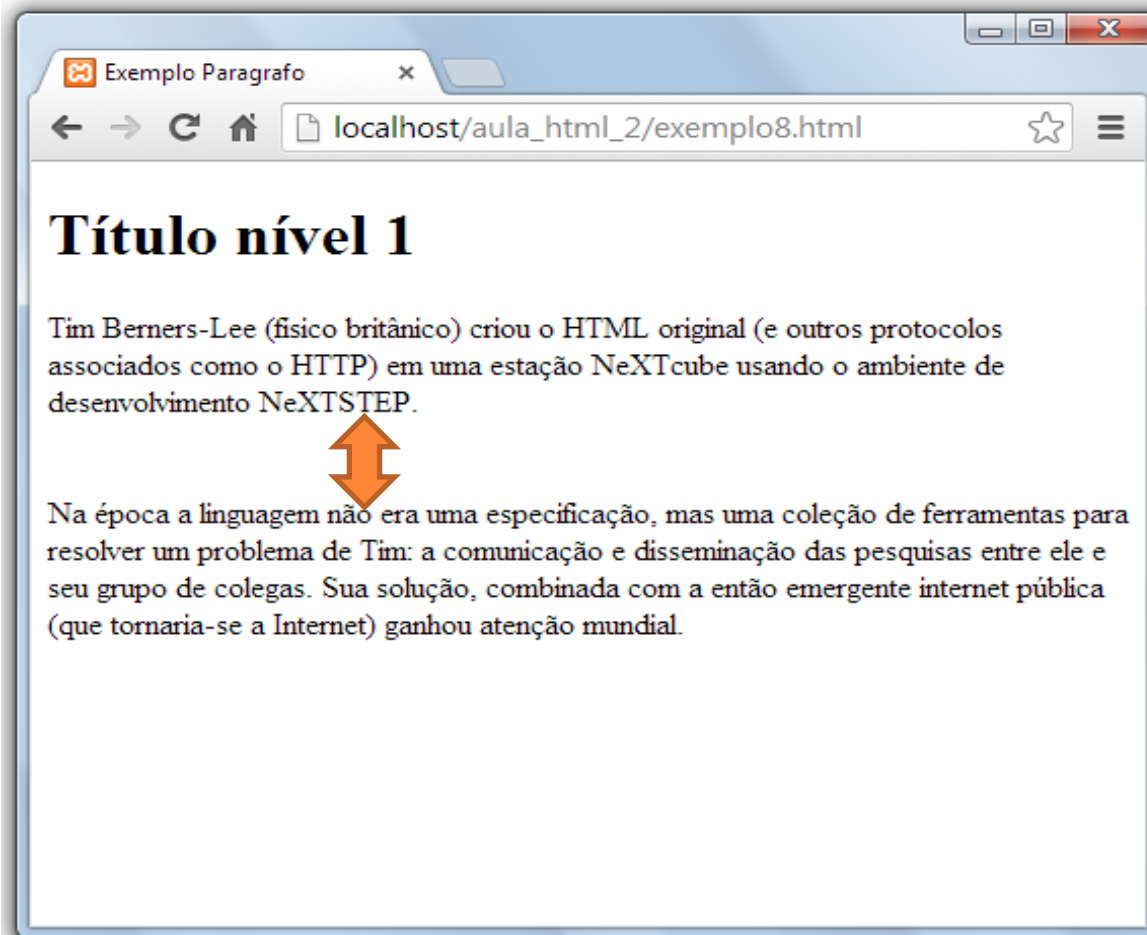 Exemplo Paragrafo
localhost/aula_html_2/exemplo8.html
Título nível 1
Tim Berners-Lee (físico britânico) criou o HTML original (e outros protocolos
associados como o HTTP) em uma estação NeXTcube usando o ambiente de
desenvolvimento NeXTSTEP.
Na época a linguagem não era uma especificação, mas uma coleção de ferramentas para
resolver um problema de Tim: a comunicação e disseminação das pesquisas entre ele e
seu grupo de colegas. Sua solução, combinada com a então emergente internet pública
(que tornaria-se a Internet) ganhou atenção mundial.